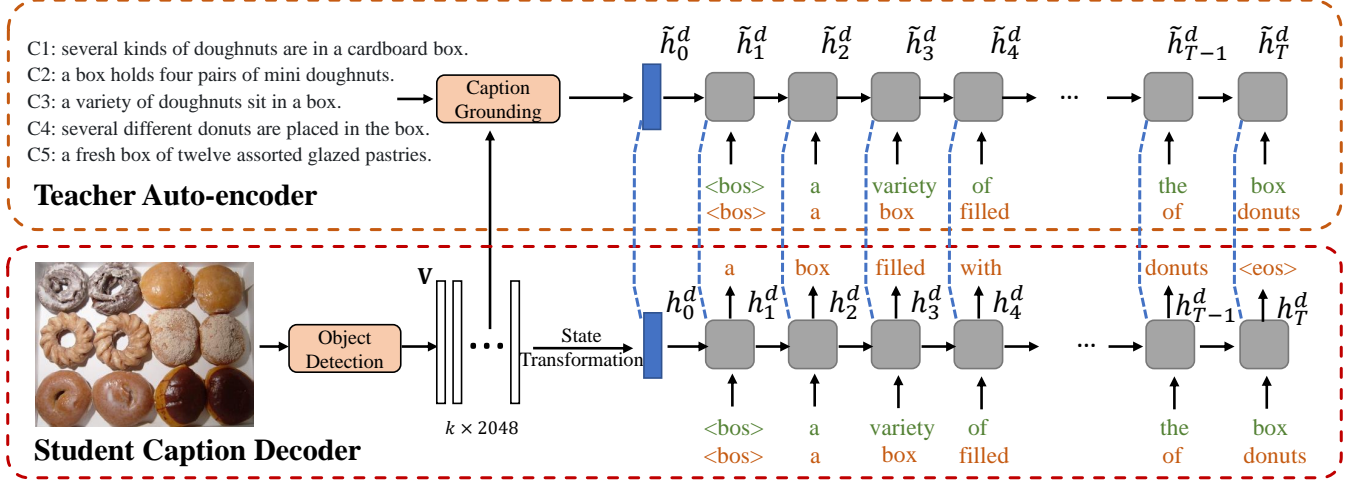 C1: several kinds of doughnuts are in a cardboard box.
C2: a box holds four pairs of mini doughnuts.
C3: a variety of doughnuts sit in a box.
C4: several different donuts are placed in the box.
C5: a fresh box of twelve assorted glazed pastries.
Teacher Auto-encoder
Caption
Grounding
h̃₀ᵈ h̃₁ᵈ h̃₂ᵈ h̃₃ᵈ h̃₄ᵈ h̃ᵈ_{T−1} h̃ᵈ_T
...
<bos> a variety of the box
<bos> a box filled of donuts
Object
Detection
V
...
k × 2048
State
Transformation
a box filled with donuts <eos>
h₀ᵈ h₁ᵈ h₂ᵈ h₃ᵈ h₄ᵈ hᵈ_{T−1} hᵈ_T
...
<bos> a variety of the box
<bos> a box filled of donuts
Student Caption Decoder